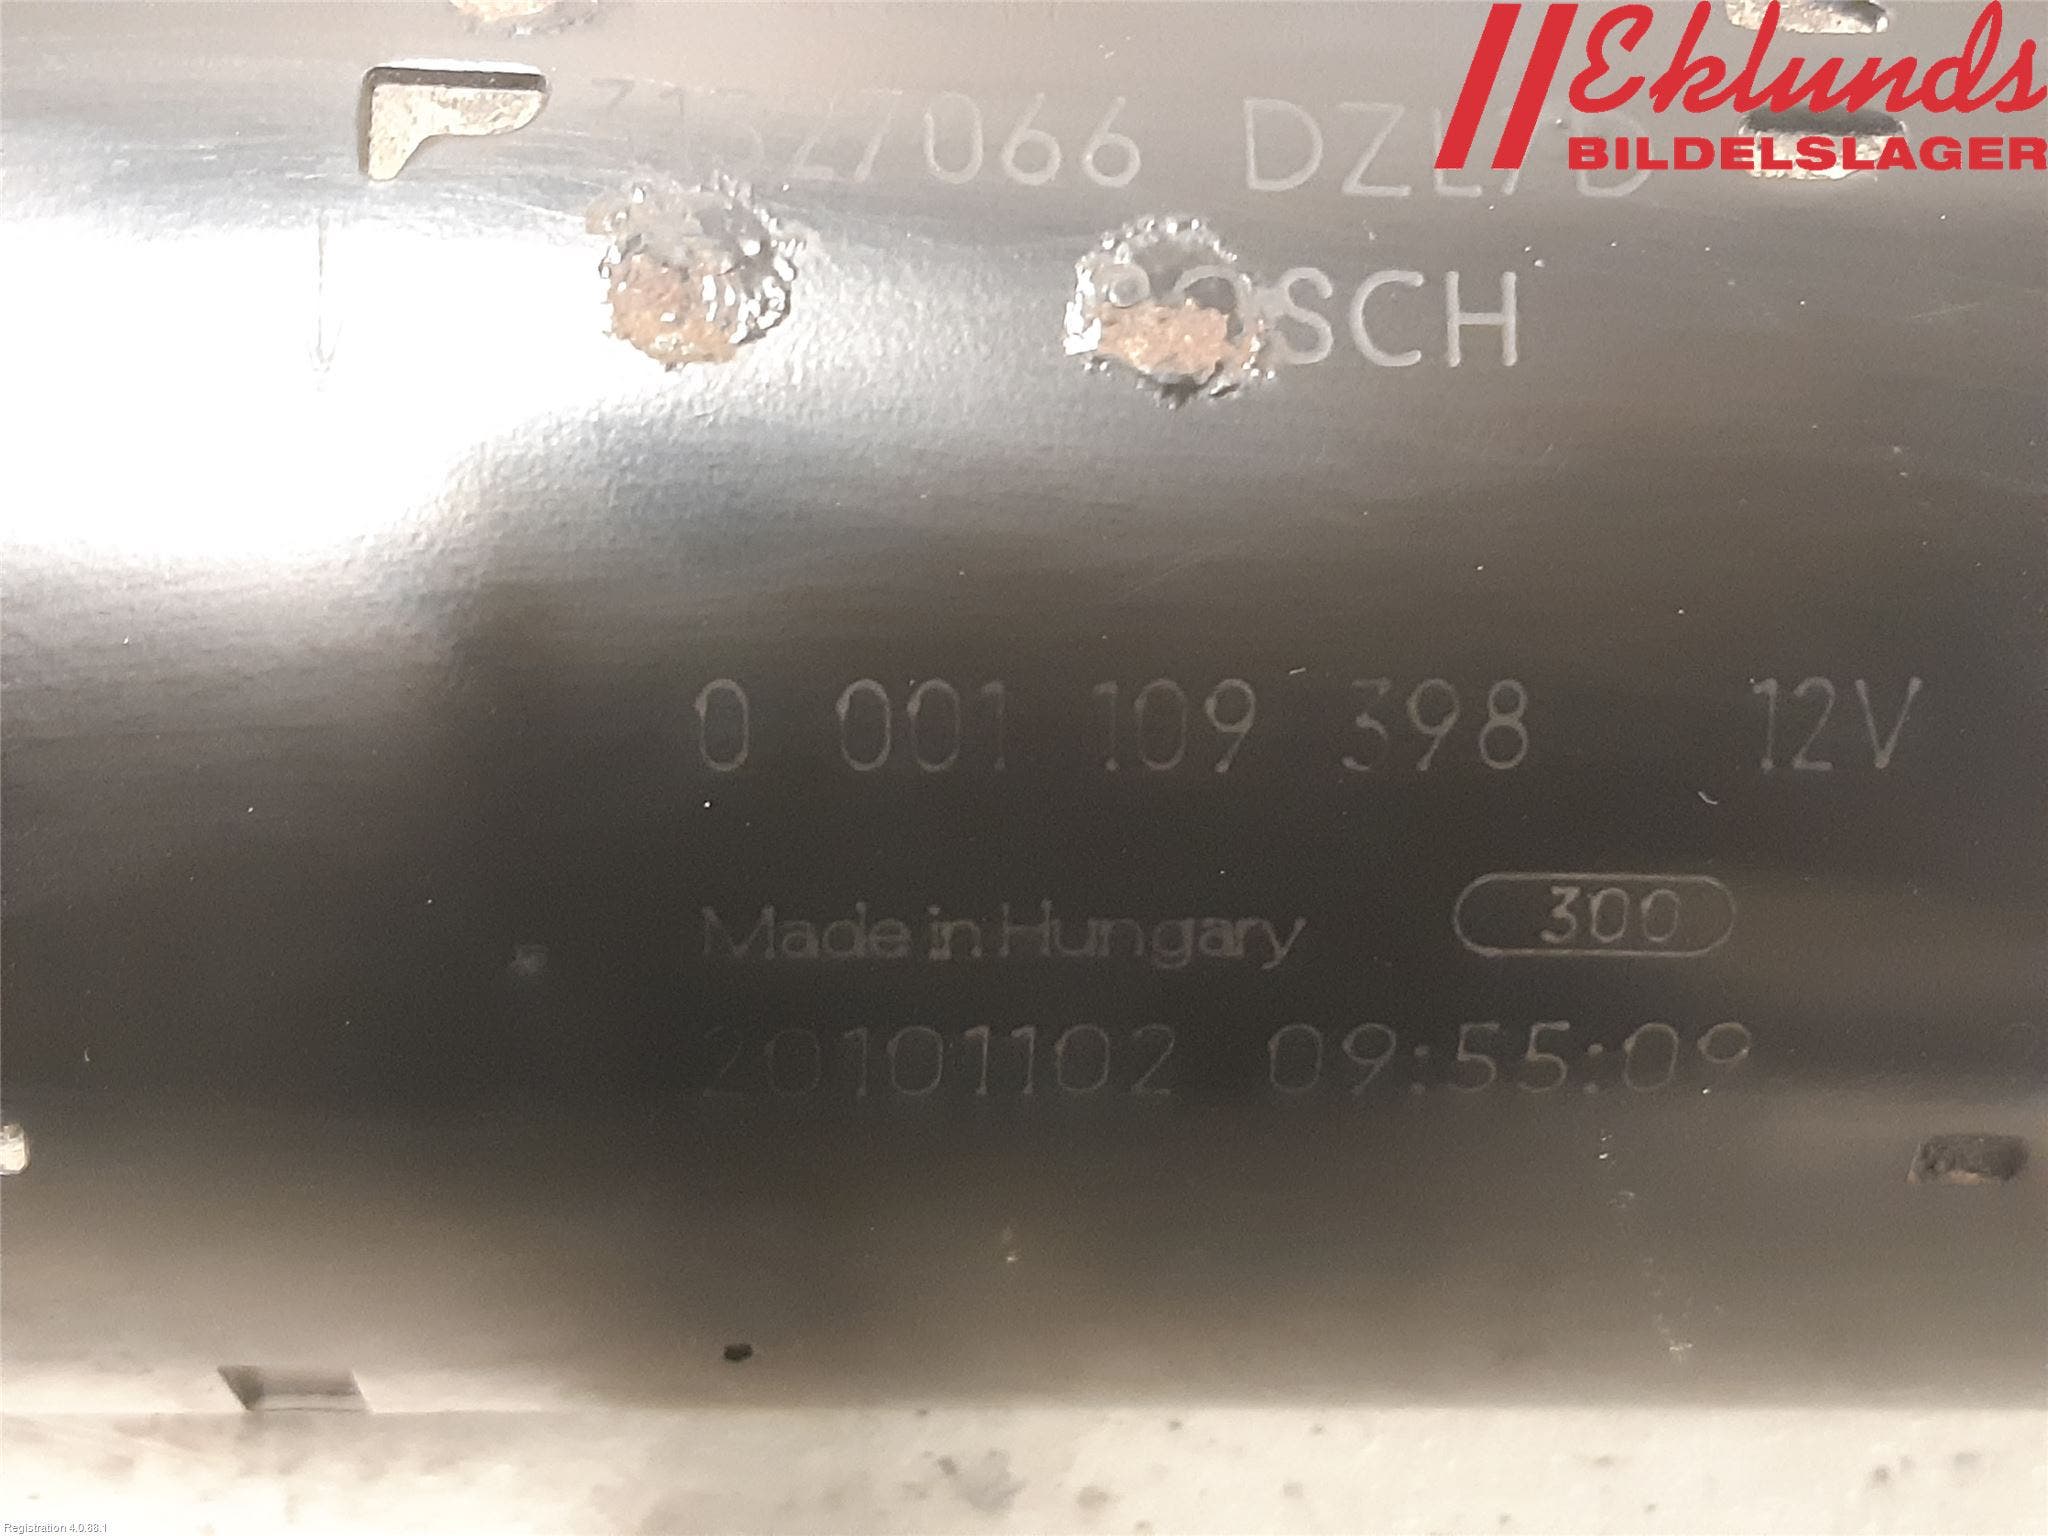 Eklunds
BILDELSLAGER
066 DZL/D
BOSCH
0 001 109 398 12V
Made in Hungary 300
20101102 09:55:09
Registration 4.0.88.1